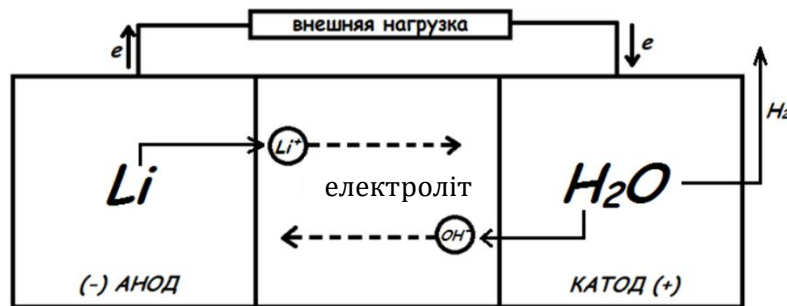 внешняя нагрузка
e
e
H₂
Li
Li⁺
електроліт
H₂O
OH⁻
(-) АНОД
КАТОД (+)